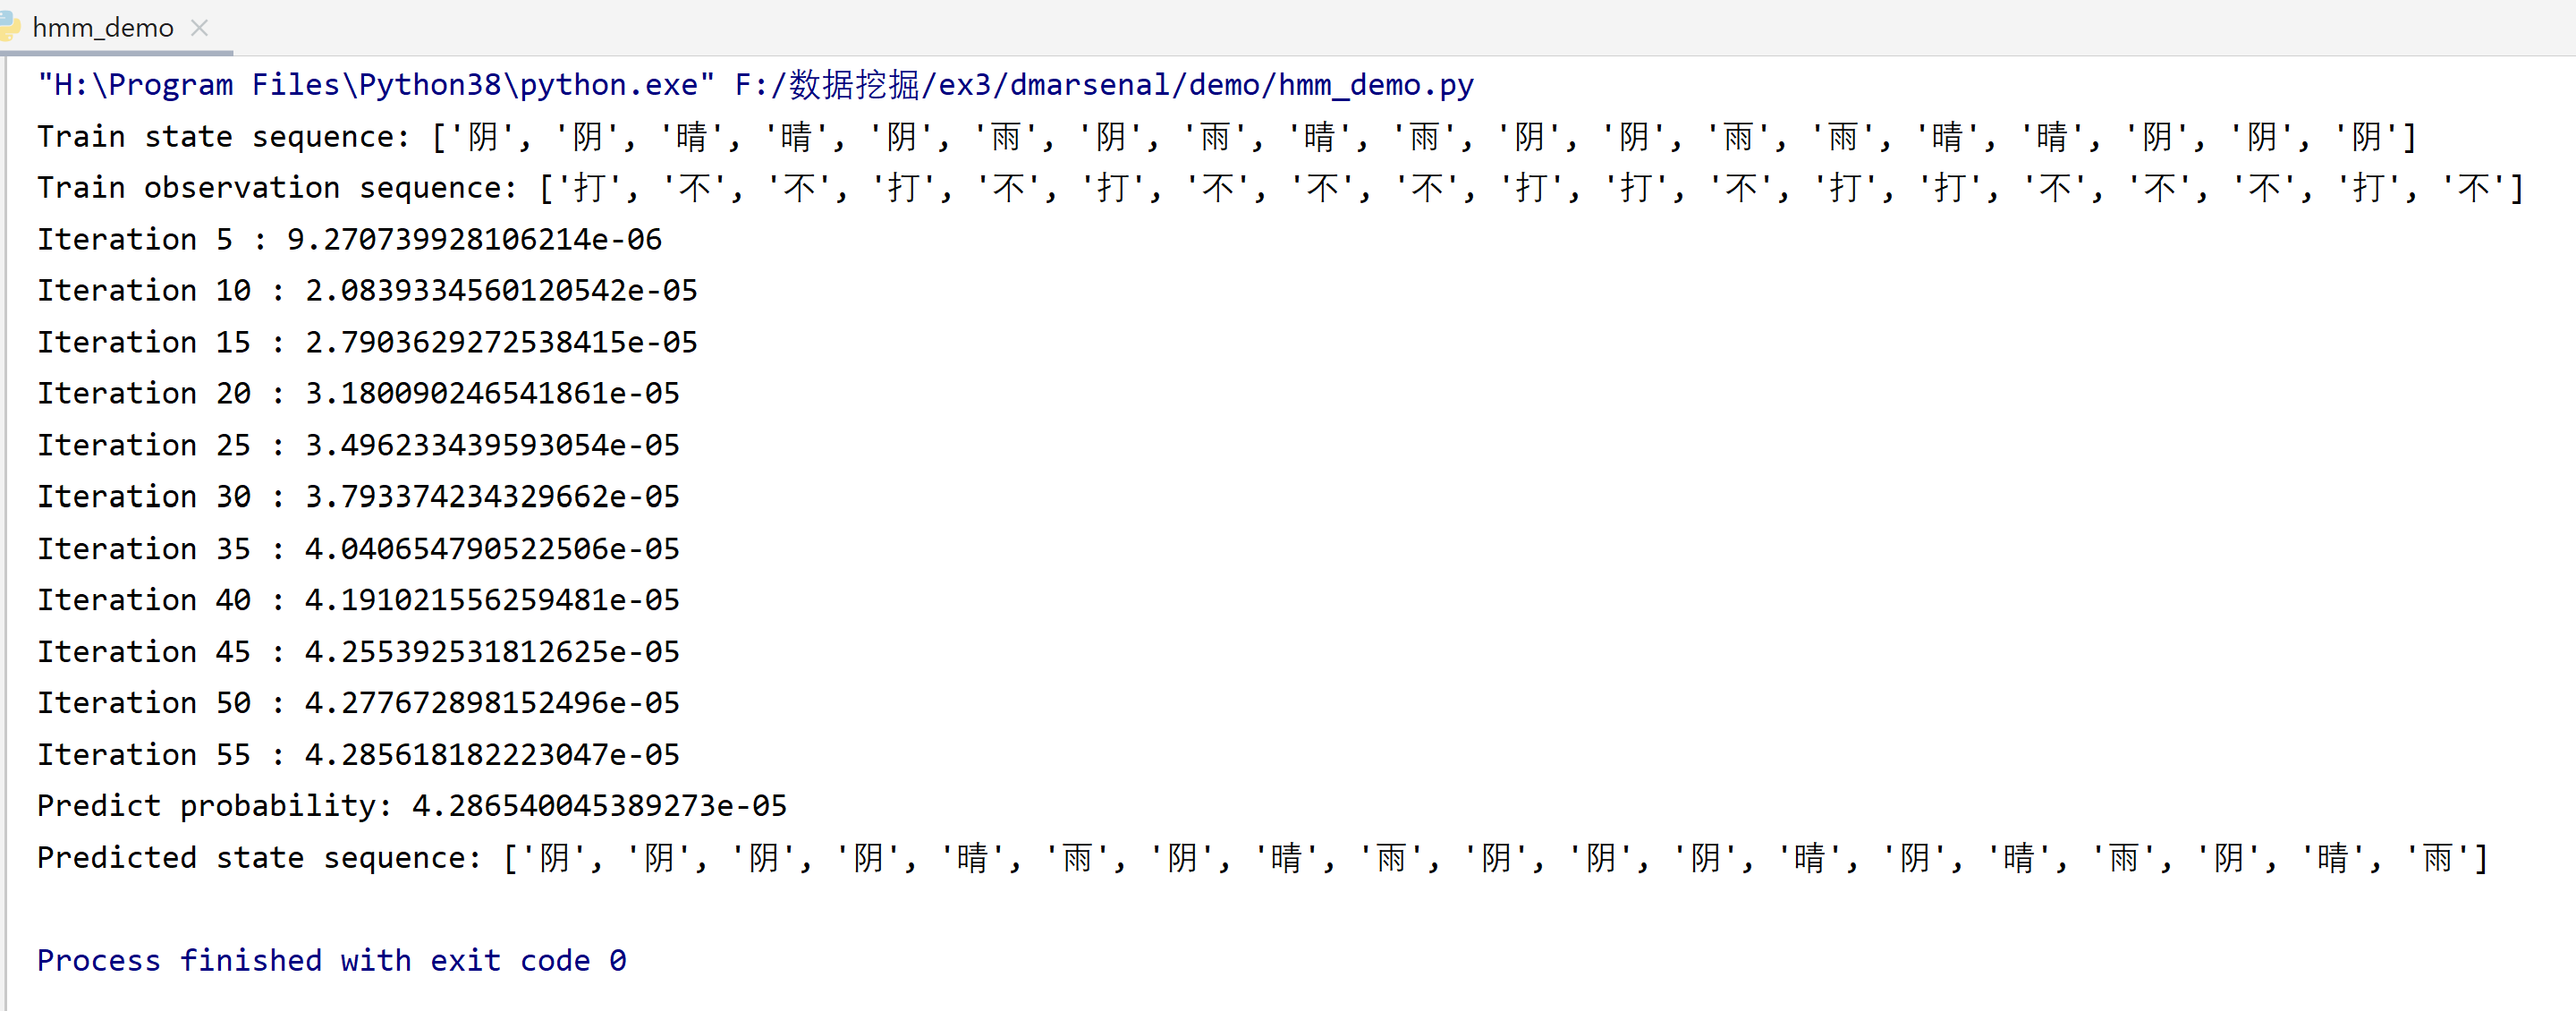 hmm_demo
"H:\Program Files\Python38\python.exe" F:/数据挖掘/ex3/dmarsenal/demo/hmm_demo.py
Train state sequence: ['阴', '阴', '晴', '晴', '阴', '雨', '阴', '雨', '晴', '雨', '阴', '阴', '雨', '雨', '晴', '晴', '阴', '阴', '阴']
Train observation sequence: ['打', '不', '不', '打', '不', '打', '不', '不', '不', '打', '打', '不', '打', '打', '不', '不', '不', '打', '不']
Iteration 5 : 9.270739928106214e-06
Iteration 10 : 2.0839334560120542e-05
Iteration 15 : 2.7903629272538415e-05
Iteration 20 : 3.180090246541861e-05
Iteration 25 : 3.496233439593054e-05
Iteration 30 : 3.793374234329662e-05
Iteration 35 : 4.040654790522506e-05
Iteration 40 : 4.191021556259481e-05
Iteration 45 : 4.255392531812625e-05
Iteration 50 : 4.277672898152496e-05
Iteration 55 : 4.285618182223047e-05
Predict probability: 4.286540045389273e-05
Predicted state sequence: ['阴', '阴', '阴', '阴', '晴', '雨', '阴', '晴', '雨', '阴', '阴', '阴', '晴', '阴', '晴', '雨', '阴', '晴', '雨']
Process finished with exit code 0